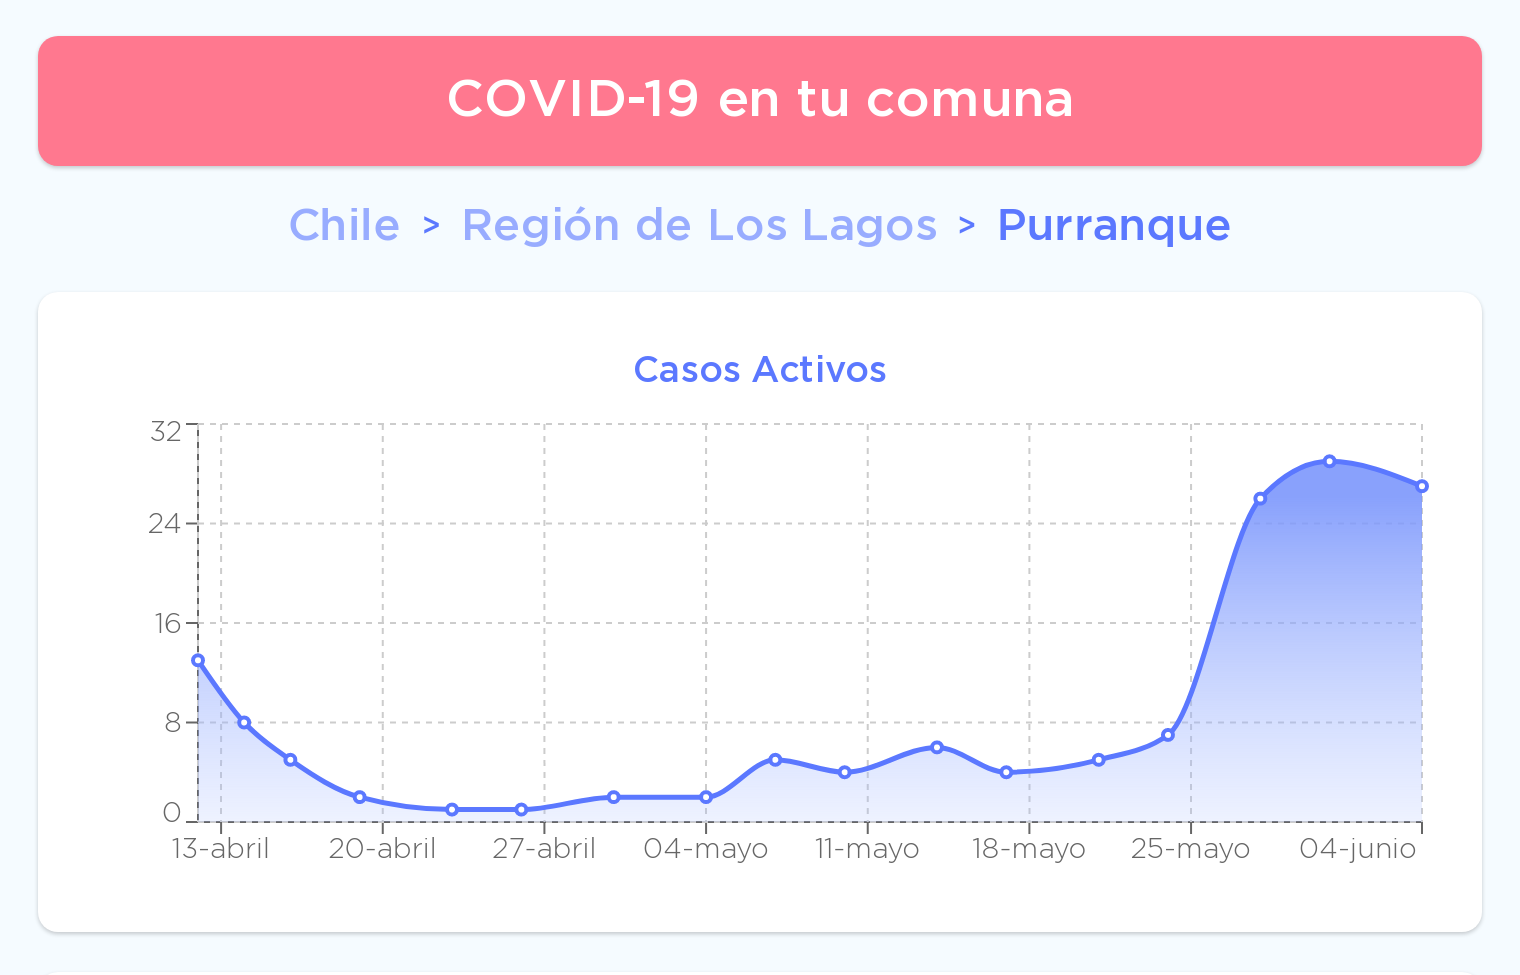 COVID-19 en tu comuna
Chile > Región de Los Lagos > Purranque
Casos Activos
32
24
16
8
0
13-abril 20-abril 27-abril 04-mayo 11-mayo 18-mayo 25-mayo 04-junio